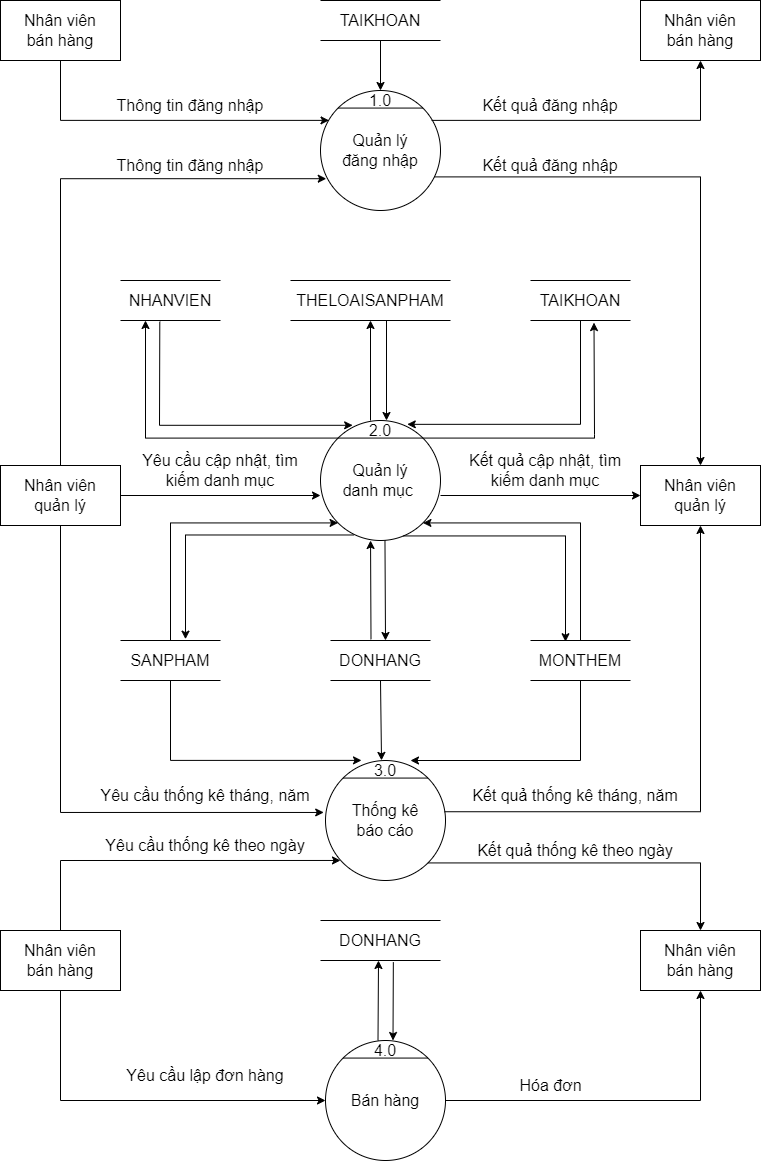 Nhân viên
bán hàng
TAIKHOAN
Nhân viên
bán hàng
Thông tin đăng nhập
1.0
Kết quả đăng nhập
Quản lý
đăng nhập
Thông tin đăng nhập
Kết quả đăng nhập
NHANVIEN
THELOAISANPHAM
TAIKHOAN
2.0
Yêu cầu cập nhật, tìm
kiếm danh mục
Quản lý
danh mục
Kết quả cập nhật, tìm
kiếm danh mục
Nhân viên
quản lý
Nhân viên
quản lý
SANPHAM
DONHANG
MONTHEM
3.0
Yêu cầu thống kê tháng, năm
Thống kê
báo cáo
Kết quả thống kê tháng, năm
Yêu cầu thống kê theo ngày
Kết quả thống kê theo ngày
Nhân viên
bán hàng
DONHANG
Nhân viên
bán hàng
4.0
Yêu cầu lập đơn hàng
Bán hàng
Hóa đơn